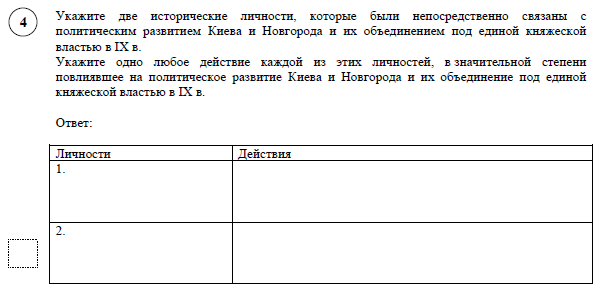 4
Укажите две исторические личности, которые были непосредственно связаны с
политическим развитием Киева и Новгорода и их объединением под единой княжеской
властью в IX в.
Укажите одно любое действие каждой из этих личностей, в значительной степени
повлиявшее на политическое развитие Киева и Новгорода и их объединение под единой
княжеской властью в IX в.
Ответ:
Личности Действия
1.
2.